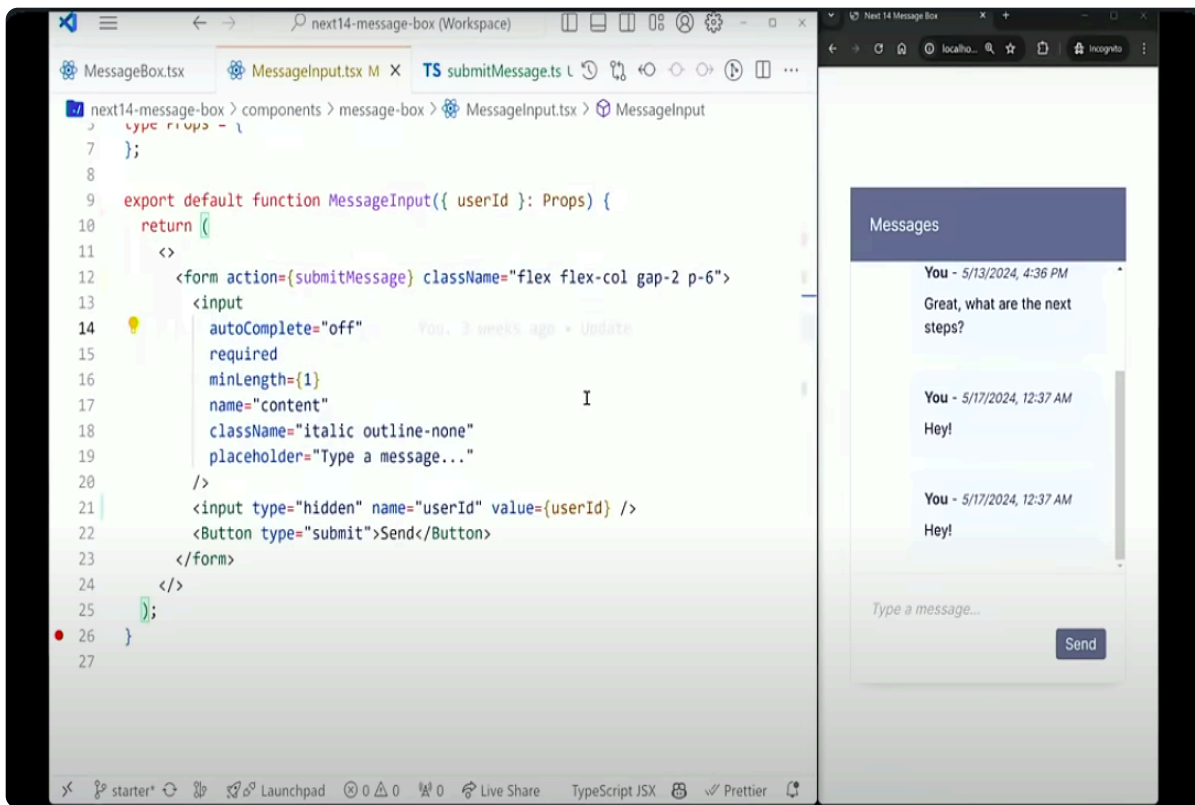 next14-message-box (Workspace)
MessageBox.tsx
MessageInput.tsx M
TS submitMessage.ts
next14-message-box > components > message-box > MessageInput.tsx > MessageInput
type Props = {
7 };
8
9 export default function MessageInput({ userId }: Props) {
10 return (
11 <>
12 <form action={submitMessage} className="flex flex-col gap-2 p-6">
13 <input
14 autoComplete="off" You, 3 weeks ago • Update
15 required
16 minLength={1}
17 name="content"
18 className="italic outline-none"
19 placeholder="Type a message..."
20 />
21 <input type="hidden" name="userId" value={userId} />
22 <Button type="submit">Send</Button>
23 </form>
24 </>
25 );
26 }
27
starter* Launchpad 0 0 0 Live Share TypeScript JSX Prettier
Next 14 Message Box
localho... Incognito
Messages
You - 5/13/2024, 4:36 PM
Great, what are the next
steps?
You - 5/17/2024, 12:37 AM
Hey!
You - 5/17/2024, 12:37 AM
Hey!
Type a message...
Send